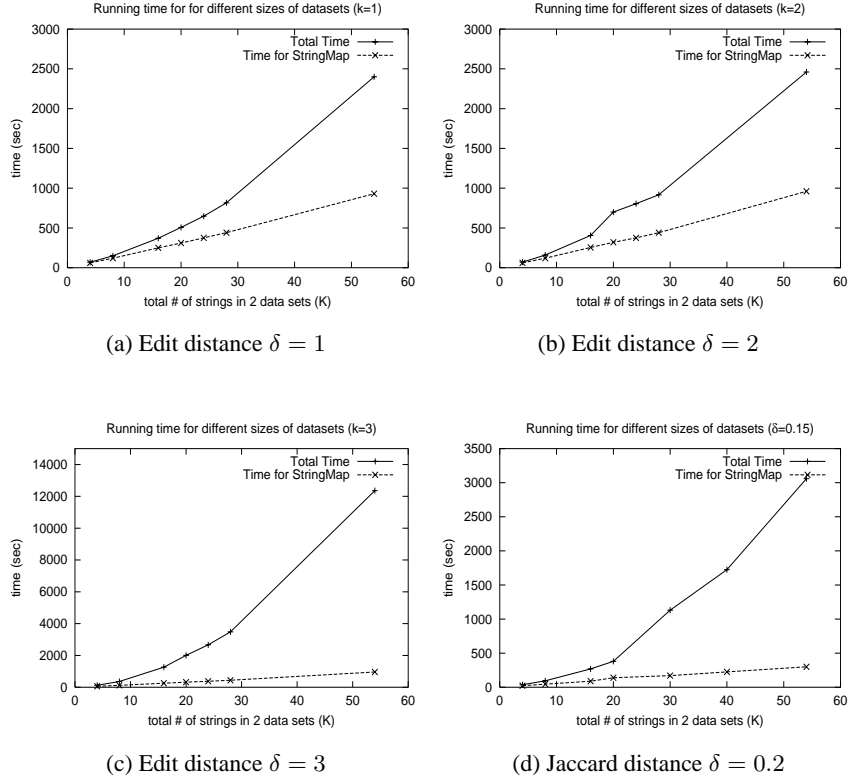 Running time for for different sizes of datasets (k=1)
3000
2500
2000
1500
1000
500
0
time (sec)
Total Time
Time for StringMap
0 10 20 30 40 50 60
total # of strings in 2 data sets (K)
(a) Edit distance δ = 1
Running time for different sizes of datasets (k=2)
3000
2500
2000
1500
1000
500
0
time (sec)
Total Time
Time for StringMap
0 10 20 30 40 50 60
total # of strings in 2 data sets (K)
(b) Edit distance δ = 2
Running time for different sizes of datasets (k=3)
14000
12000
10000
8000
6000
4000
2000
0
time (sec)
Total Time
Time for StringMap
0 10 20 30 40 50 60
total # of strings in 2 data sets (K)
(c) Edit distance δ = 3
Running time for different sizes of datasets (δ=0.15)
3500
3000
2500
2000
1500
1000
500
0
time (sec)
Total Time
Time for StringMap
0 10 20 30 40 50 60
total # of strings in 2 data sets (K)
(d) Jaccard distance δ = 0.2